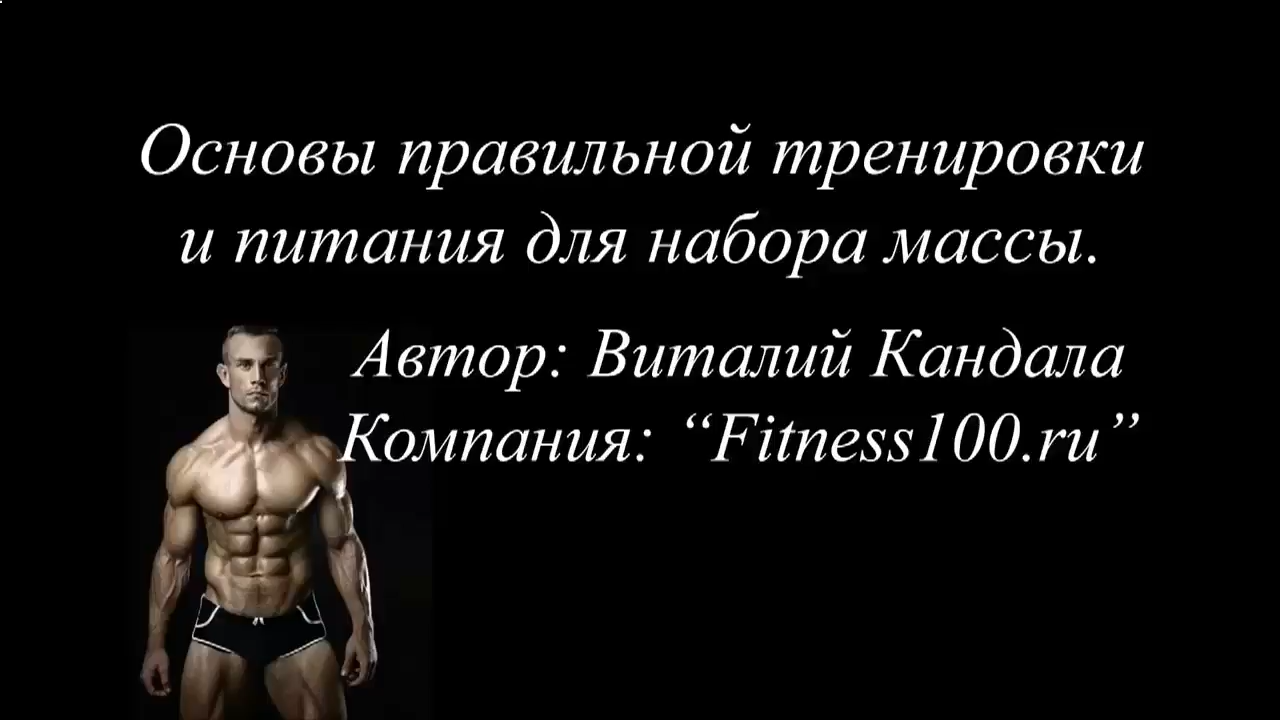 Основы правильной тренировки
и питания для набора массы.
Автор: Виталий Кандала
Компания: “Fitness100.ru”